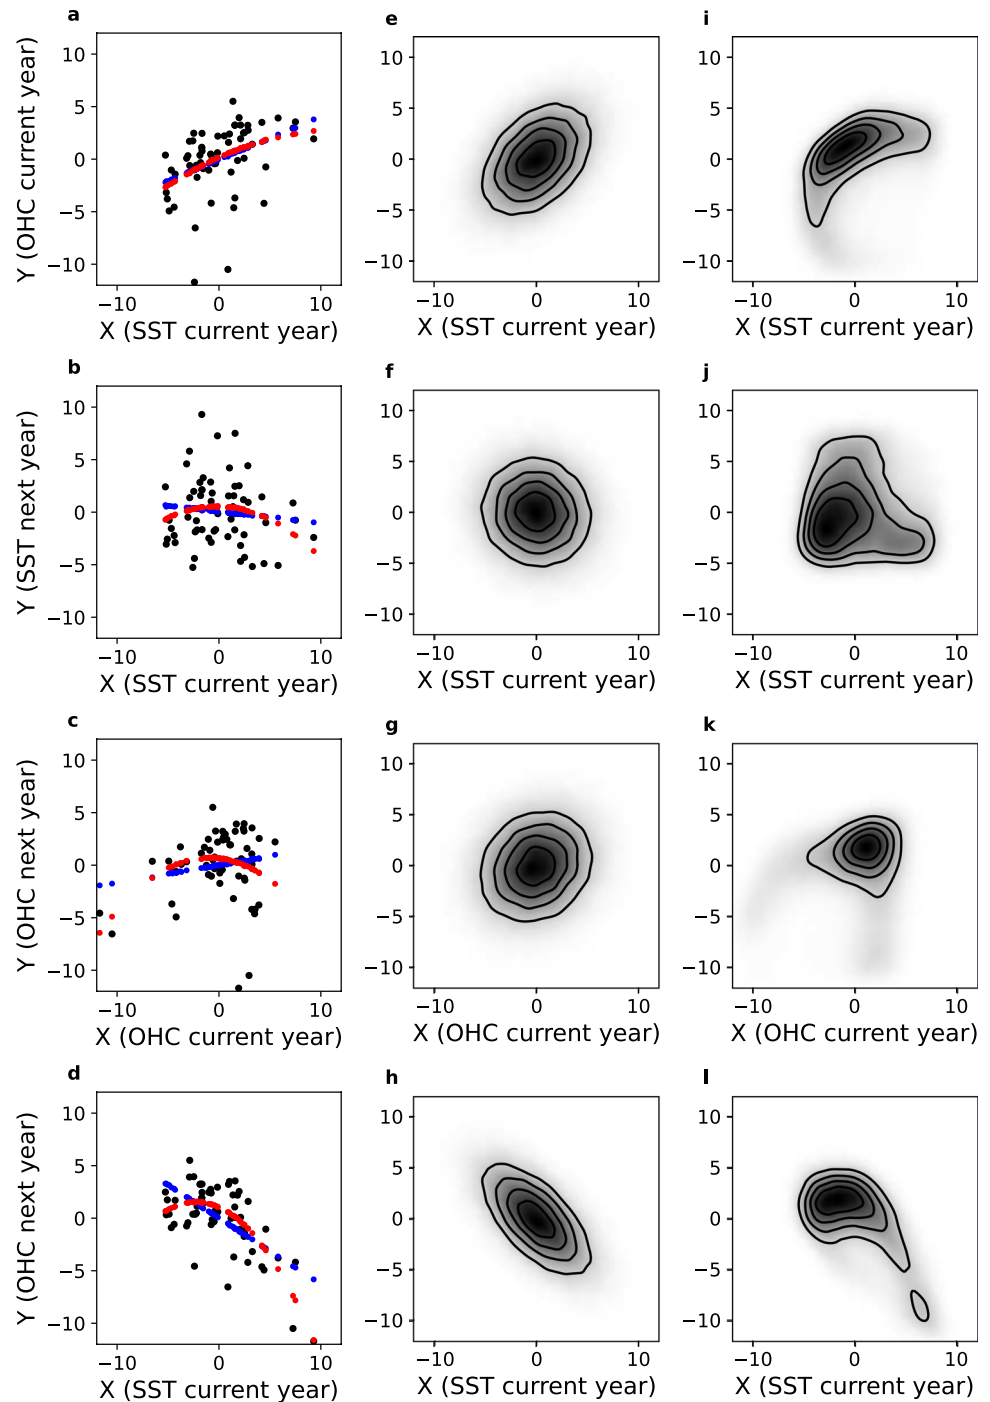 a
e
i
Y (OHC current year)
10
5
0
−5
−10
10
5
0
−5
−10
10
5
0
−5
−10
−10 0 10
−10 0 10
−10 0 10
X (SST current year)
X (SST current year)
X (SST current year)
b
f
j
Y (SST next year)
10
5
0
−5
−10
10
5
0
−5
−10
10
5
0
−5
−10
−10 0 10
−10 0 10
−10 0 10
X (SST current year)
X (SST current year)
X (SST current year)
c
g
k
Y (OHC next year)
10
5
0
−5
−10
10
5
0
−5
−10
10
5
0
−5
−10
−10 0 10
−10 0 10
−10 0 10
X (OHC current year)
X (OHC current year)
X (OHC current year)
d
h
l
Y (OHC next year)
10
5
0
−5
−10
10
5
0
−5
−10
10
5
0
−5
−10
−10 0 10
−10 0 10
−10 0 10
X (SST current year)
X (SST current year)
X (SST current year)